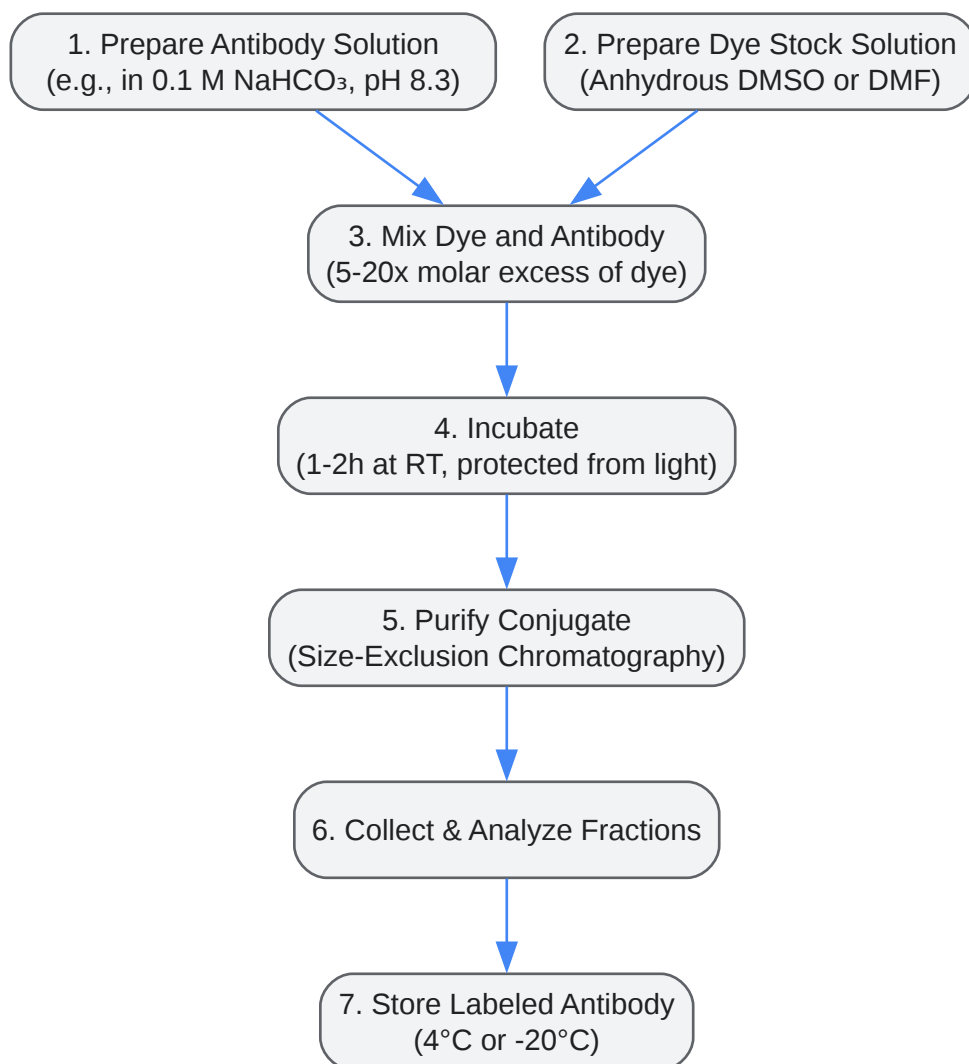 1. Prepare Antibody Solution
(e.g., in 0.1 M NaHCO₃, pH 8.3)
2. Prepare Dye Stock Solution
(Anhydrous DMSO or DMF)
3. Mix Dye and Antibody
(5-20x molar excess of dye)
4. Incubate
(1-2h at RT, protected from light)
5. Purify Conjugate
(Size-Exclusion Chromatography)
6. Collect & Analyze Fractions
7. Store Labeled Antibody
(4°C or -20°C)